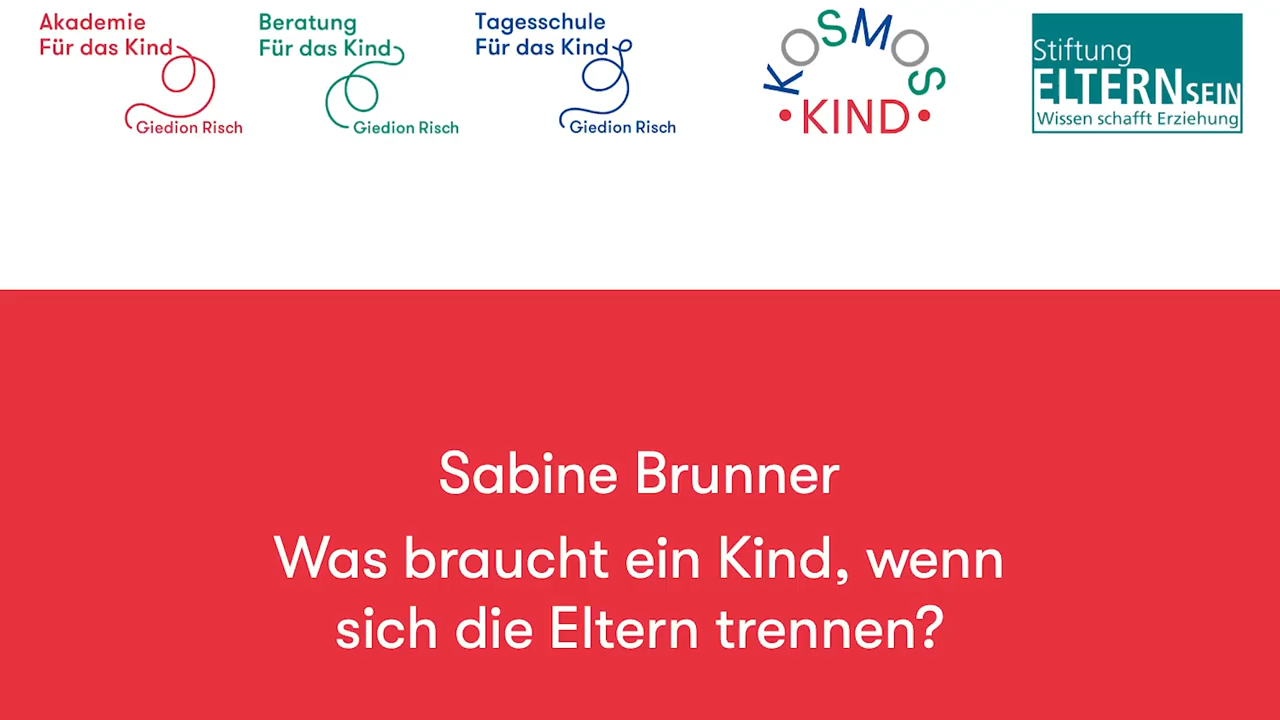 Akademie
Für das Kind
Giedion Risch
Beratung
Für das Kind
Giedion Risch
Tagesschule
Für das Kind
Giedion Risch
KOSMOS
•KIND•
Stiftung
ELTERNSEIN
Wissen schafft Erziehung
Sabine Brunner
Was braucht ein Kind, wenn
sich die Eltern trennen?